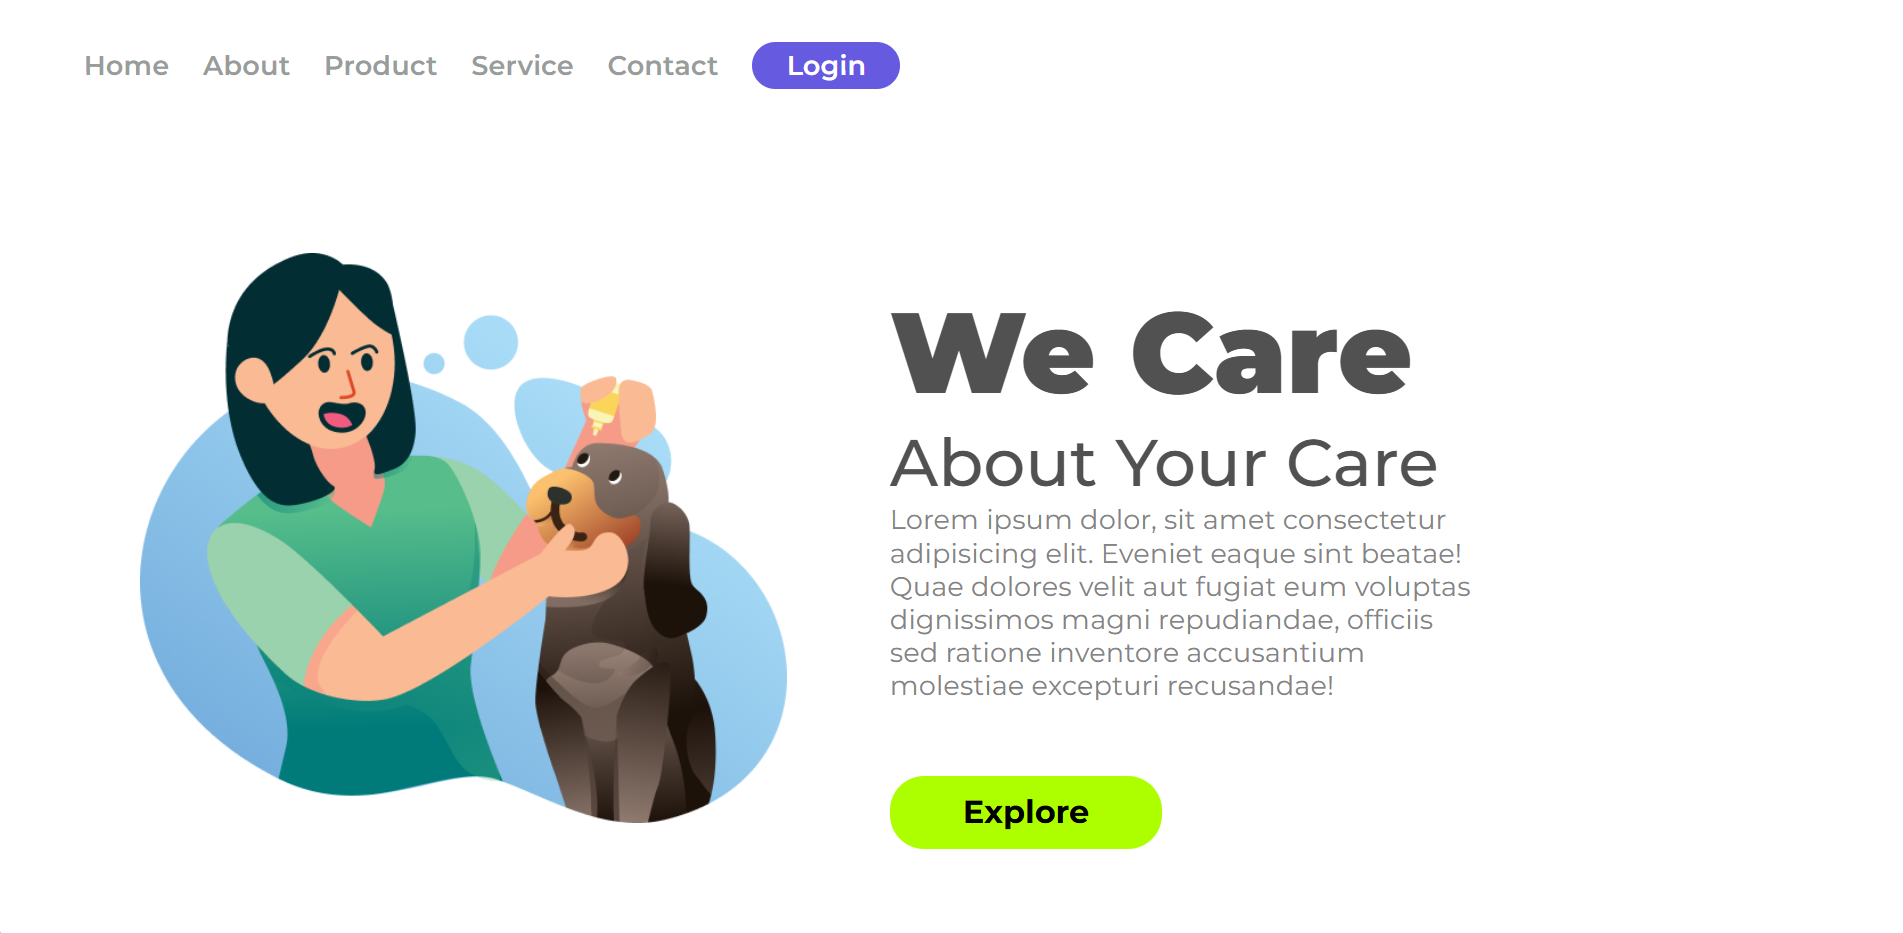 Home About Product Service Contact Login
We Care
About Your Care
Lorem ipsum dolor, sit amet consectetur
adipisicing elit. Eveniet eaque sint beatae!
Quae dolores velit aut fugiat eum voluptas
dignissimos magni repudiandae, officiis
sed ratione inventore accusantium
molestiae excepturi recusandae!
Explore